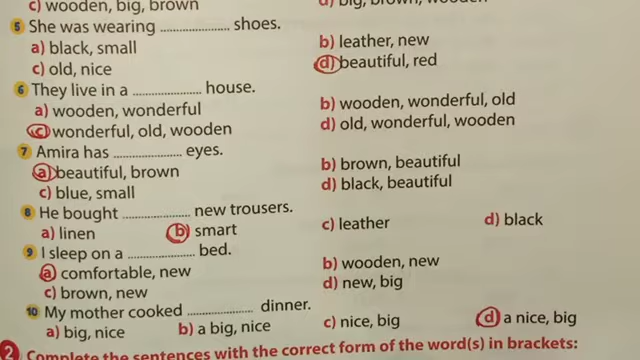 c) wooden, big, brown d) big, brown, wooden
5 She was wearing .................... shoes.
a) black, small b) leather, new
c) old, nice d) beautiful, red
6 They live in a .................... house.
a) wooden, wonderful b) wooden, wonderful, old
c) wonderful, old, wooden d) old, wonderful, wooden
7 Amira has .................... eyes.
a) beautiful, brown b) brown, beautiful
c) blue, small d) black, beautiful
8 He bought .................... new trousers.
a) linen b) smart c) leather d) black
9 I sleep on a .................... bed.
a) comfortable, new b) wooden, new
c) brown, new d) new, big
10 My mother cooked .................... dinner.
a) big, nice b) a big, nice c) nice, big d) a nice, big
2 Complete the sentences with the correct form of the word(s) in brackets: